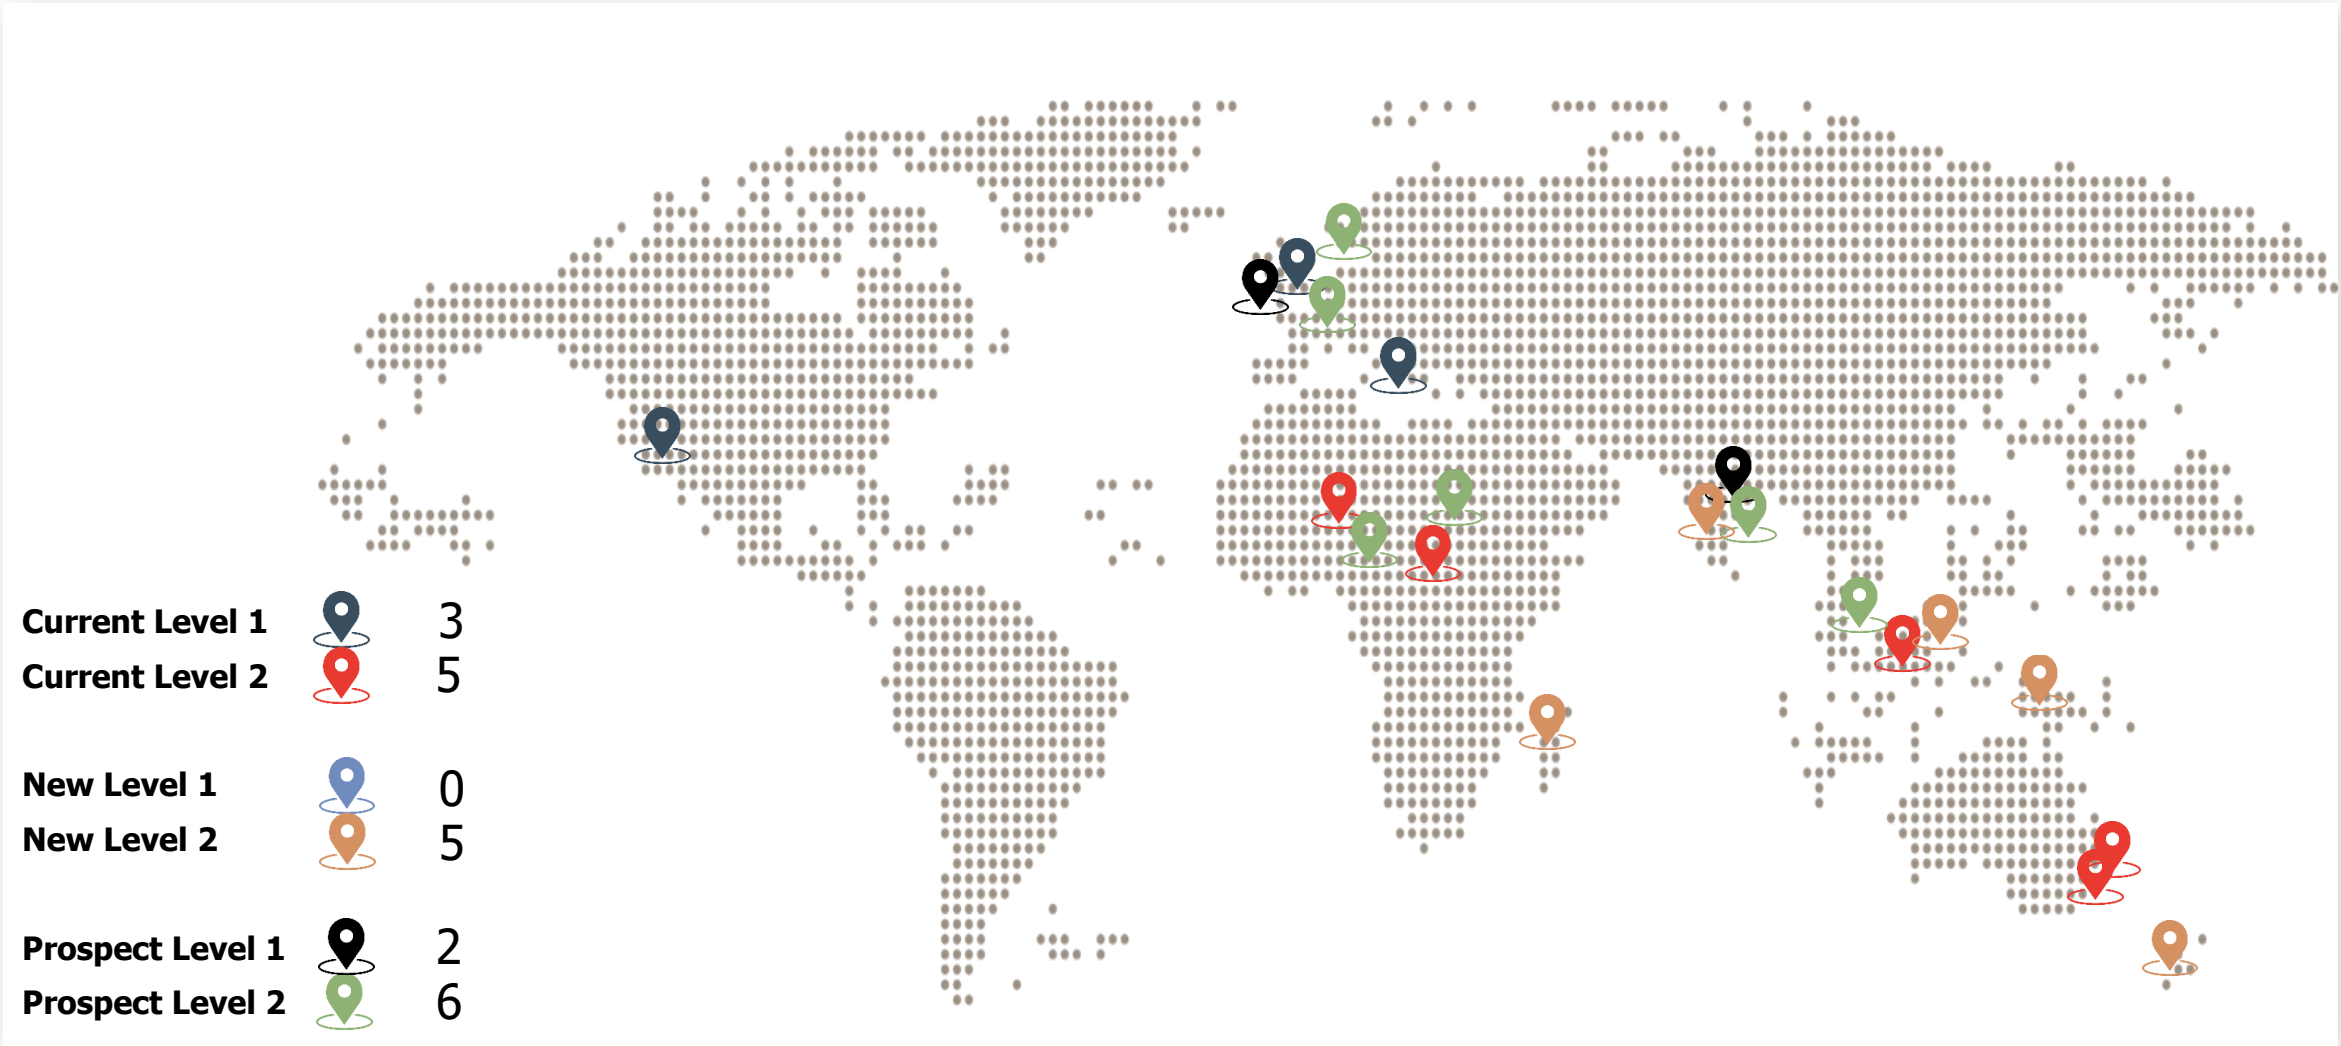 Current Level 1 3
Current Level 2 5
New Level 1 0
New Level 2 5
Prospect Level 1 2
Prospect Level 2 6